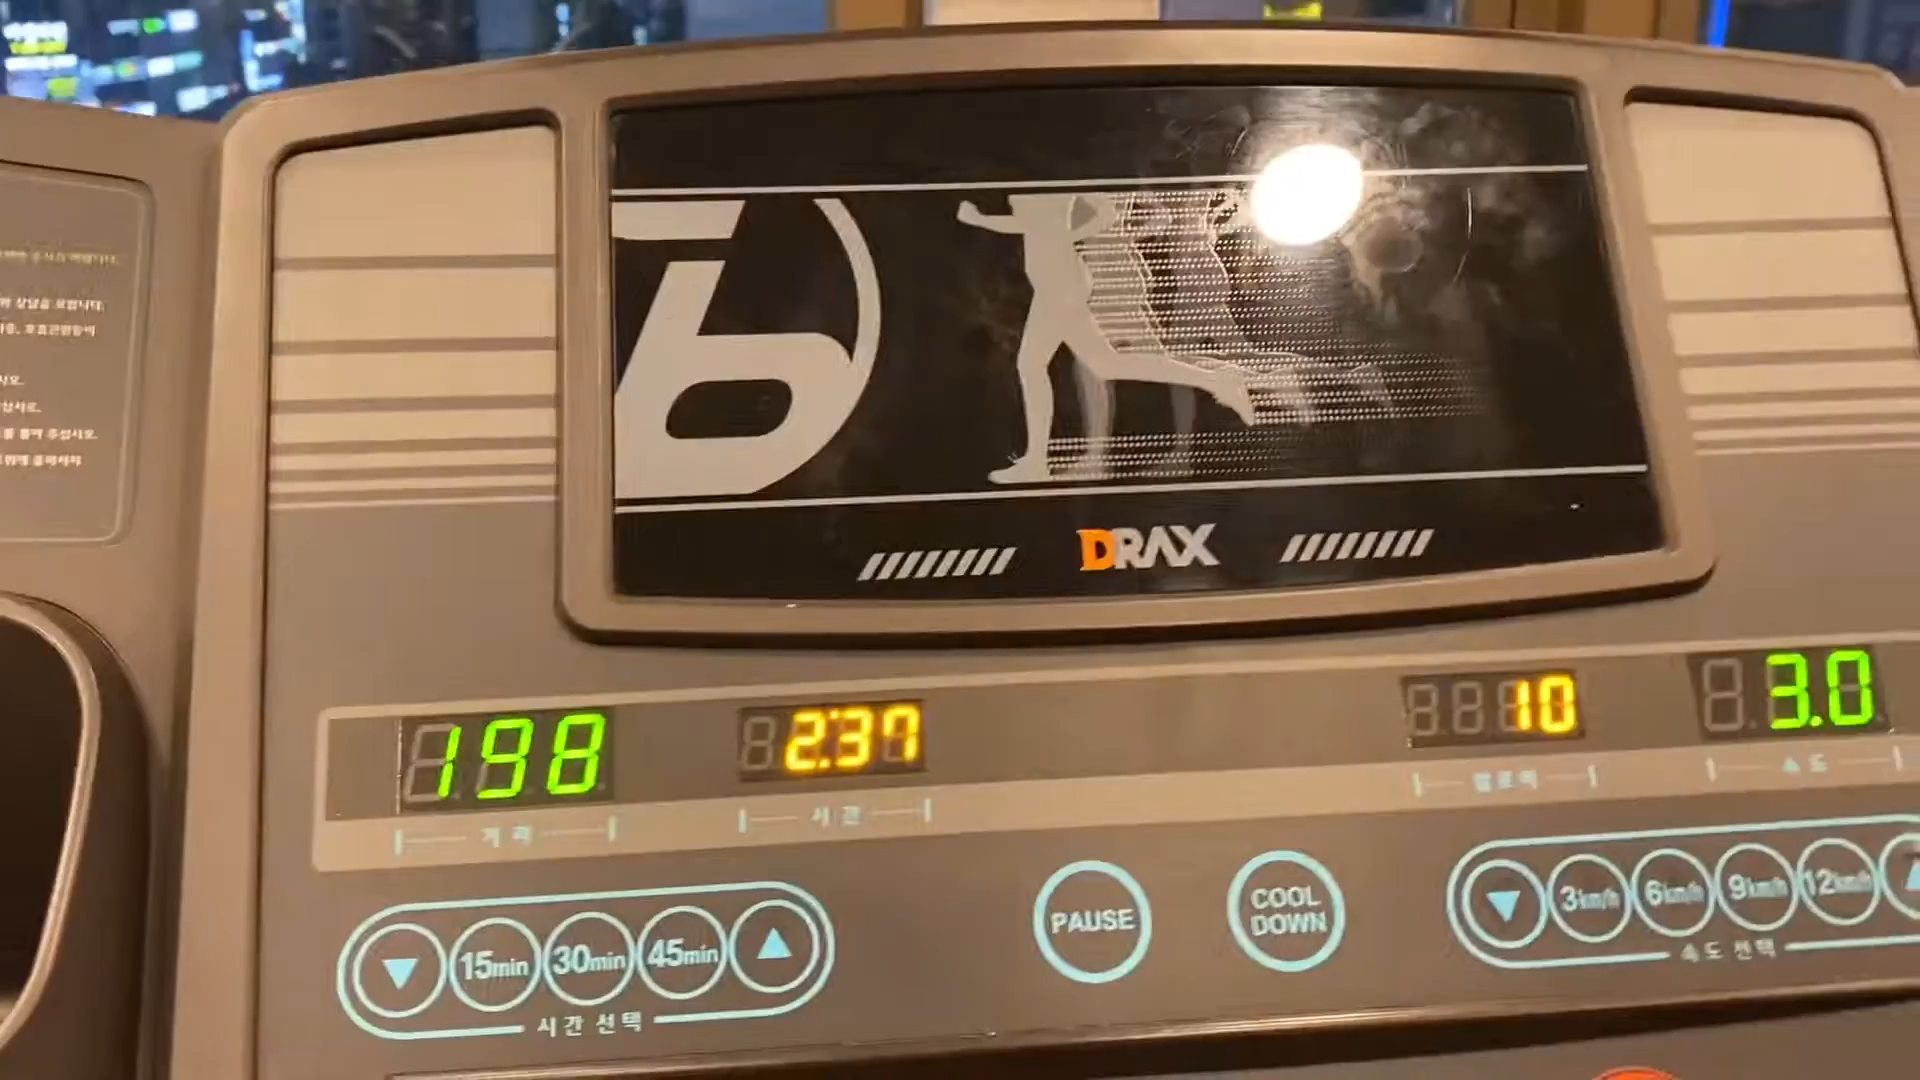 DRAX
198
2:37
10
3.0
거리
시간
칼로리
속도
PAUSE
COOL
DOWN
15min
30min
45min
3km/h
6km/h
9km/h
12km/h
시간 선택
속도 선택